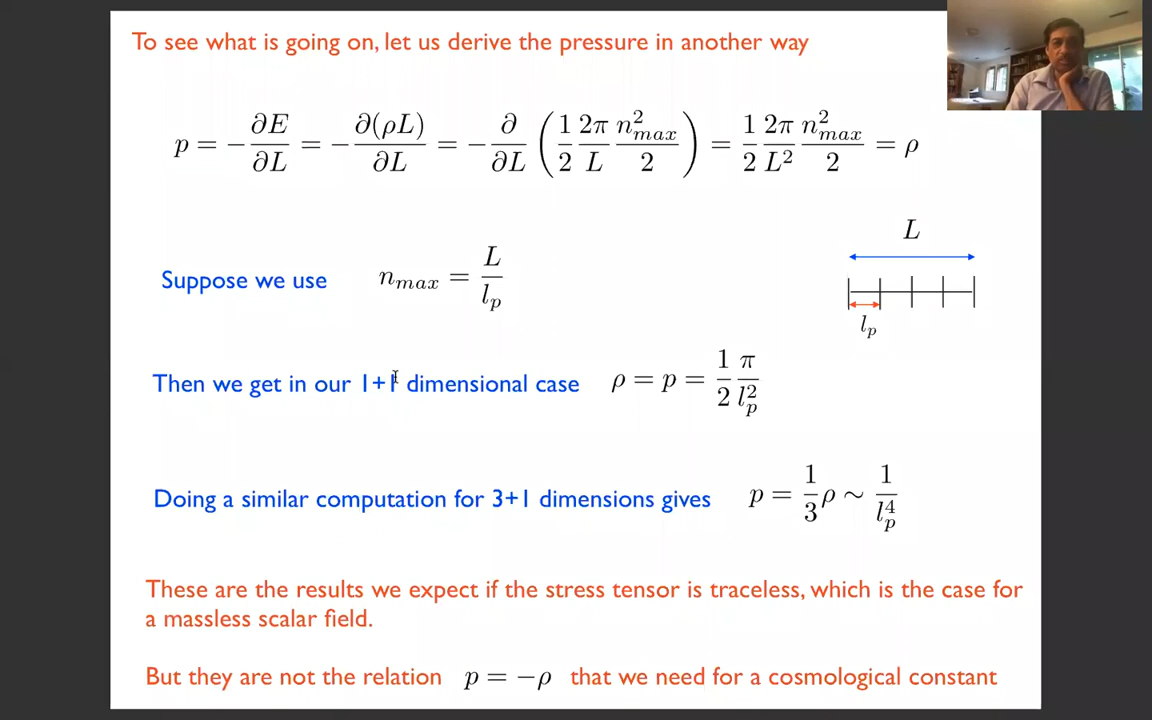 To see what is going on, let us derive the pressure in another way
p = −∂E/∂L = −∂(ρL)/∂L = −∂/∂L (1/2 2π/L n²_max/2) = 1/2 2π/L² n²_max/2 = ρ
L
Suppose we use n_max = L/l_p
l_p
Then we get in our 1+1 dimensional case ρ = p = 1/2 π/l_p²
Doing a similar computation for 3+1 dimensions gives p = 1/3 ρ ∼ 1/l_p⁴
These are the results we expect if the stress tensor is traceless, which is the case for
a massless scalar field.
But they are not the relation p = −ρ that we need for a cosmological constant